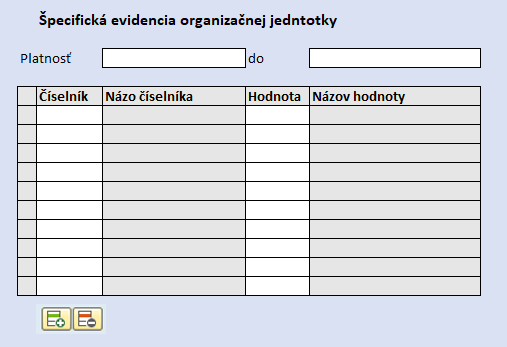 Špecifická evidencia organizačnej jedntotky
Platnosť do
Číselník Názo číselníka Hodnota Názov hodnoty